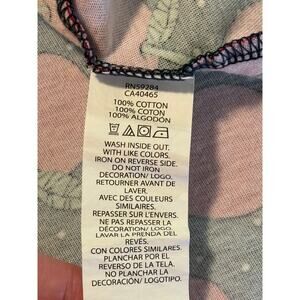 RN59284
CA40465
100% COTTON
100% COTON
100% ALGODON
WASH INSIDE OUT.
WITH LIKE COLORS.
IRON ON REVERSE SIDE.
DO NOT IRON
DECORATION/ LOGO.
RETOURNER AVANT DE
LAVER.
AVEC DES COULEURS
SIMILAIRES.
REPASSER SUR L'ENVERS.
NE PAS REPASSER LA
DÉCORATION/ LOGO.
LAVAR LA PRENDA DEL
REVÉS.
CON COLORES SIMILARES.
PLANCHAR POR EL
REVERSO DE LA TELA.
NO PLANCHAR LA
DECORACIÓN/ LOGOTIPO.